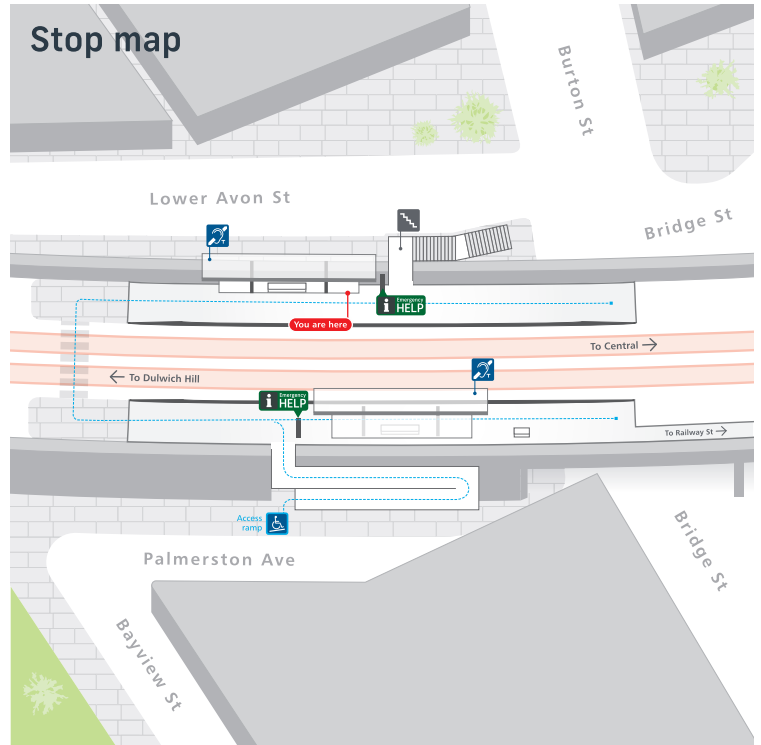 Stop map
Burton St
Lower Avon St
Bridge St
T
i Emergency
HELP
You are here
To Central
To Dulwich Hill
T
i Emergency
HELP
To Railway St
Access
ramp
Palmerston Ave
Bridge St
Bayview St